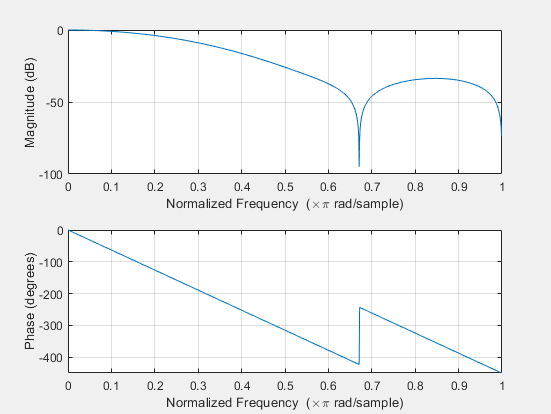 0
-50
-100
Magnitude (dB)
0 0.1 0.2 0.3 0.4 0.5 0.6 0.7 0.8 0.9 1
Normalized Frequency (×π rad/sample)
0
-100
-200
-300
-400
Phase (degrees)
0 0.1 0.2 0.3 0.4 0.5 0.6 0.7 0.8 0.9 1
Normalized Frequency (×π rad/sample)